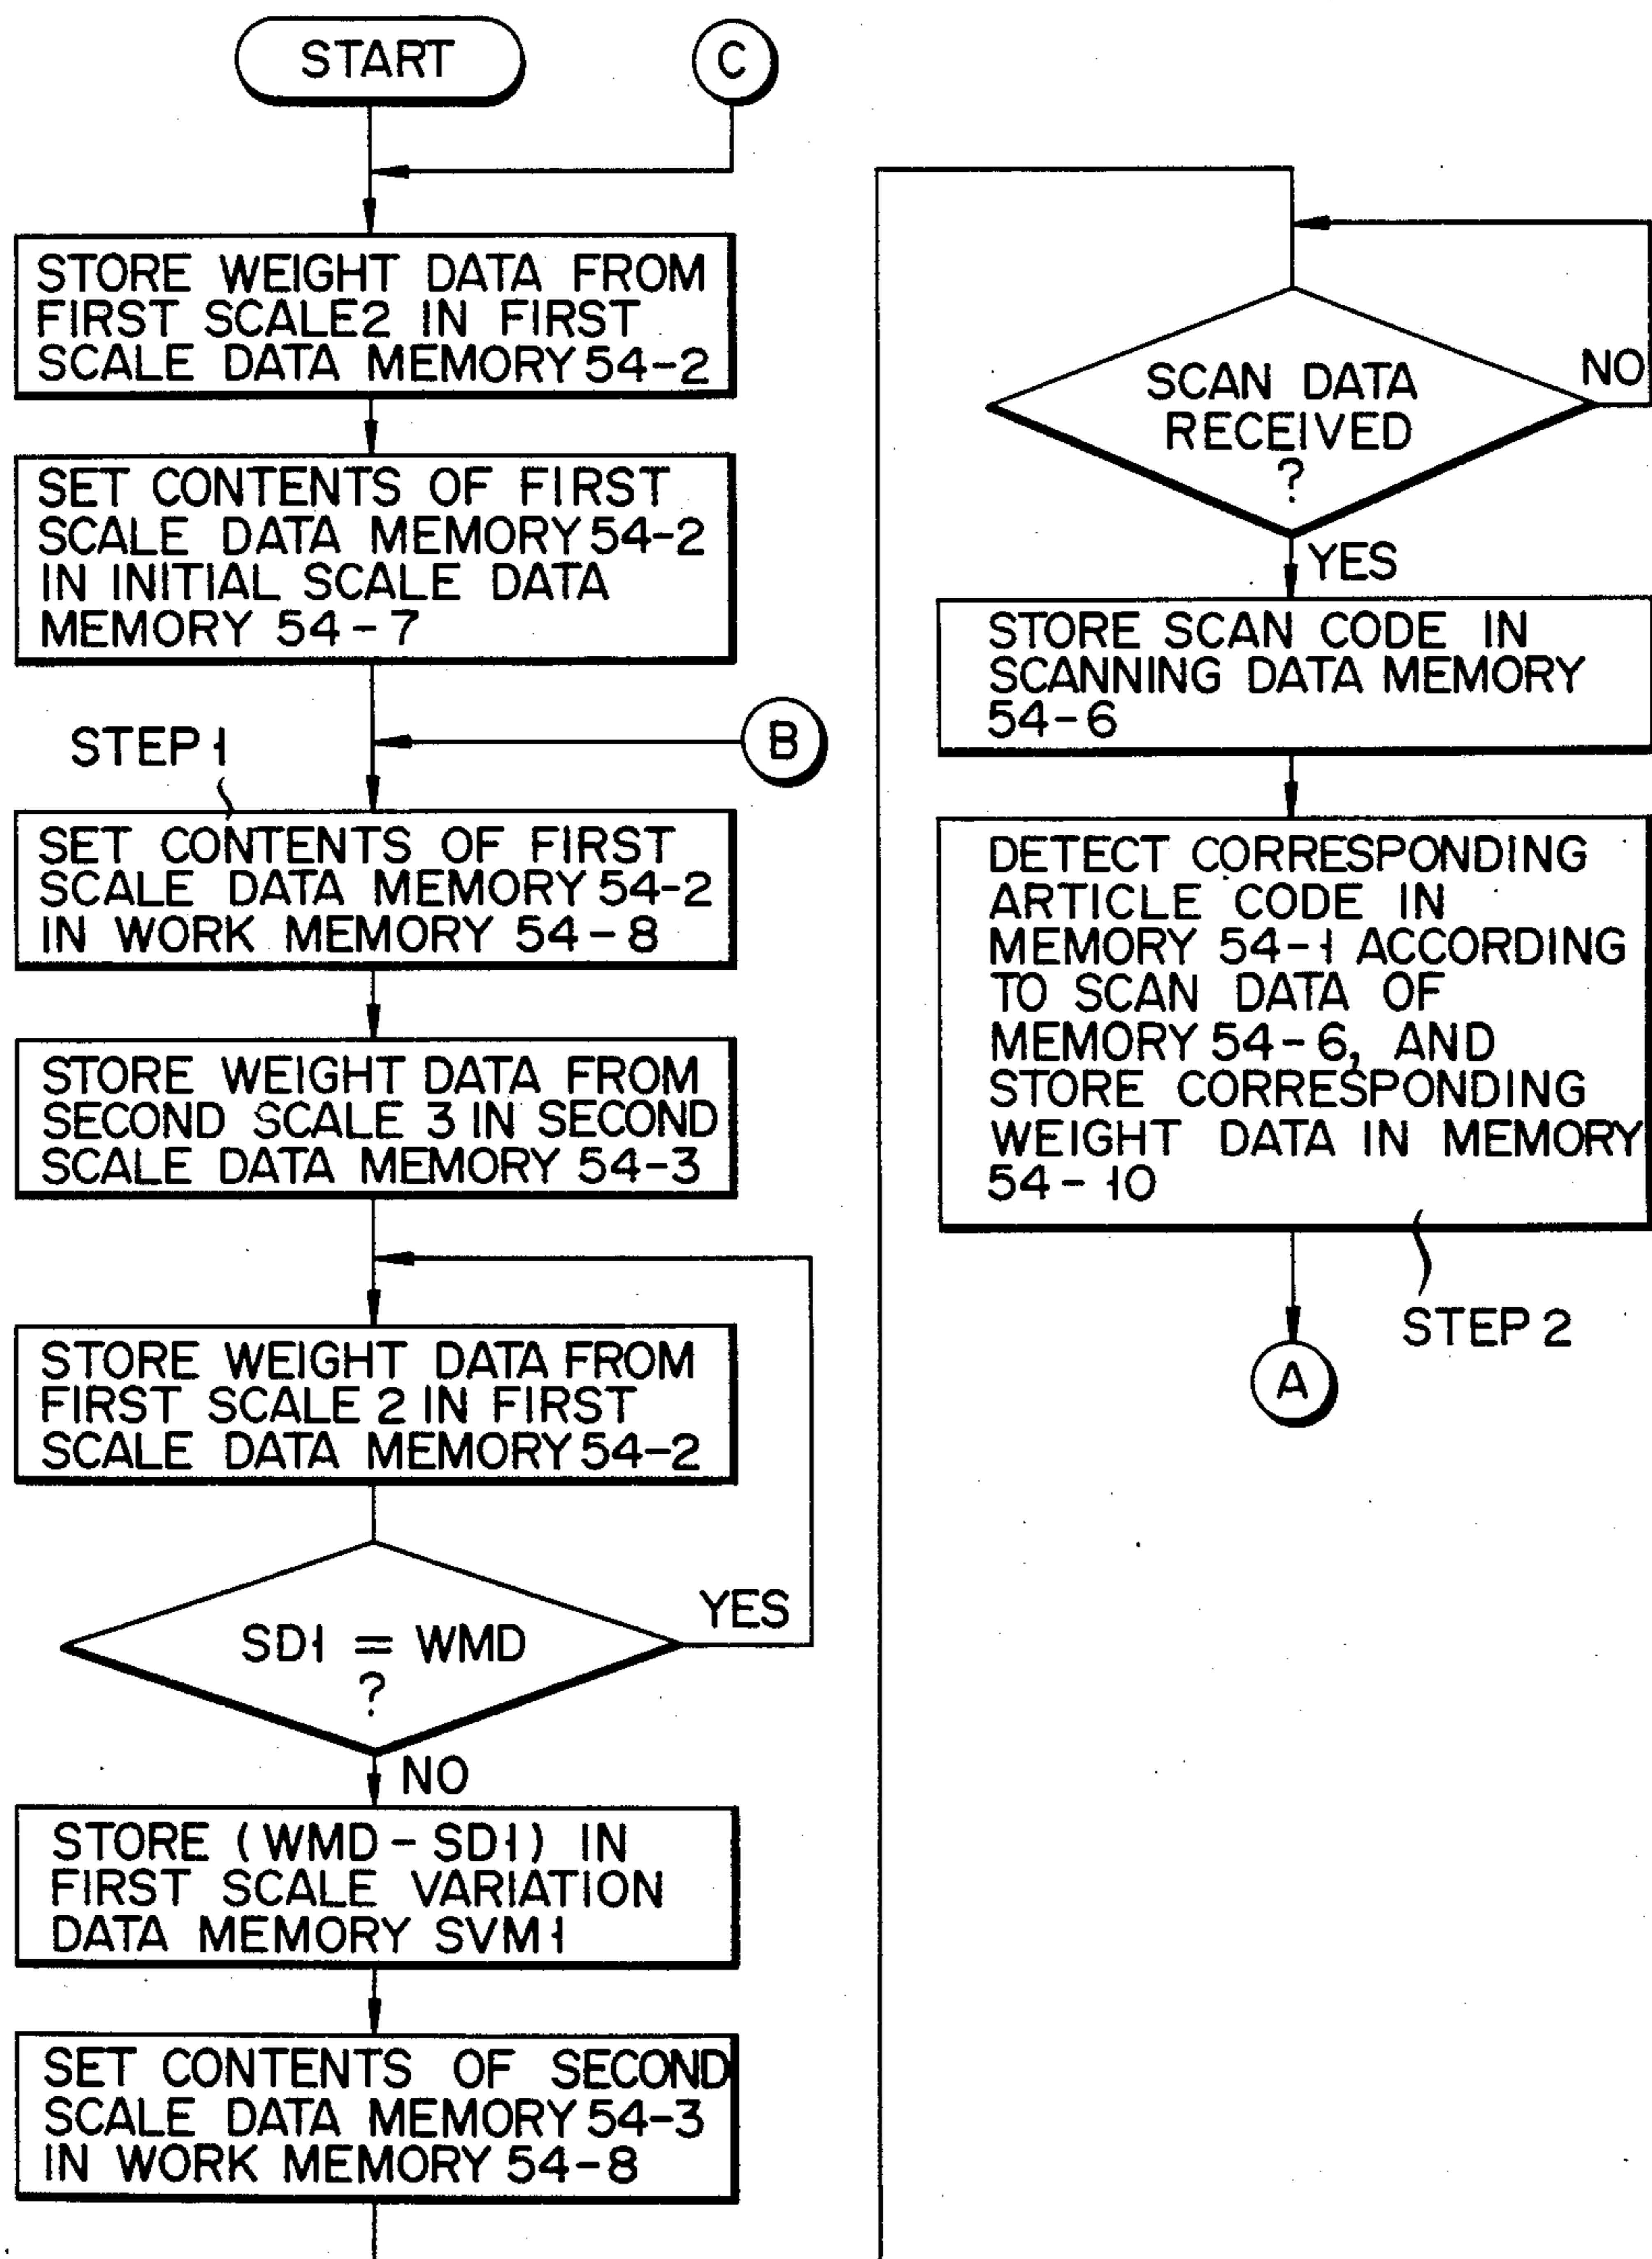 START
C
STORE WEIGHT DATA FROM
FIRST SCALE2 IN FIRST
SCALE DATA MEMORY 54-2
SET CONTENTS OF FIRST
SCALE DATA MEMORY 54-2
IN INITIAL SCALE DATA
MEMORY 54-7
STEP 1
B
SET CONTENTS OF FIRST
SCALE DATA MEMORY 54-2
IN WORK MEMORY 54-8
STORE WEIGHT DATA FROM
SECOND SCALE 3 IN SECOND
SCALE DATA MEMORY 54-3
STORE WEIGHT DATA FROM
FIRST SCALE 2 IN FIRST
SCALE DATA MEMORY 54-2
SD1 = WMD
?
YES
NO
STORE (WMD - SD1) IN
FIRST SCALE VARIATION
DATA MEMORY SVM1
SET CONTENTS OF SECOND
SCALE DATA MEMORY 54-3
IN WORK MEMORY 54-8
SCAN DATA
RECEIVED
?
NO
YES
STORE SCAN CODE IN
SCANNING DATA MEMORY
54-6
DETECT CORRESPONDING
ARTICLE CODE IN
MEMORY 54-1 ACCORDING
TO SCAN DATA OF
MEMORY 54-6, AND
STORE CORRESPONDING
WEIGHT DATA IN MEMORY
54-10
STEP 2
A